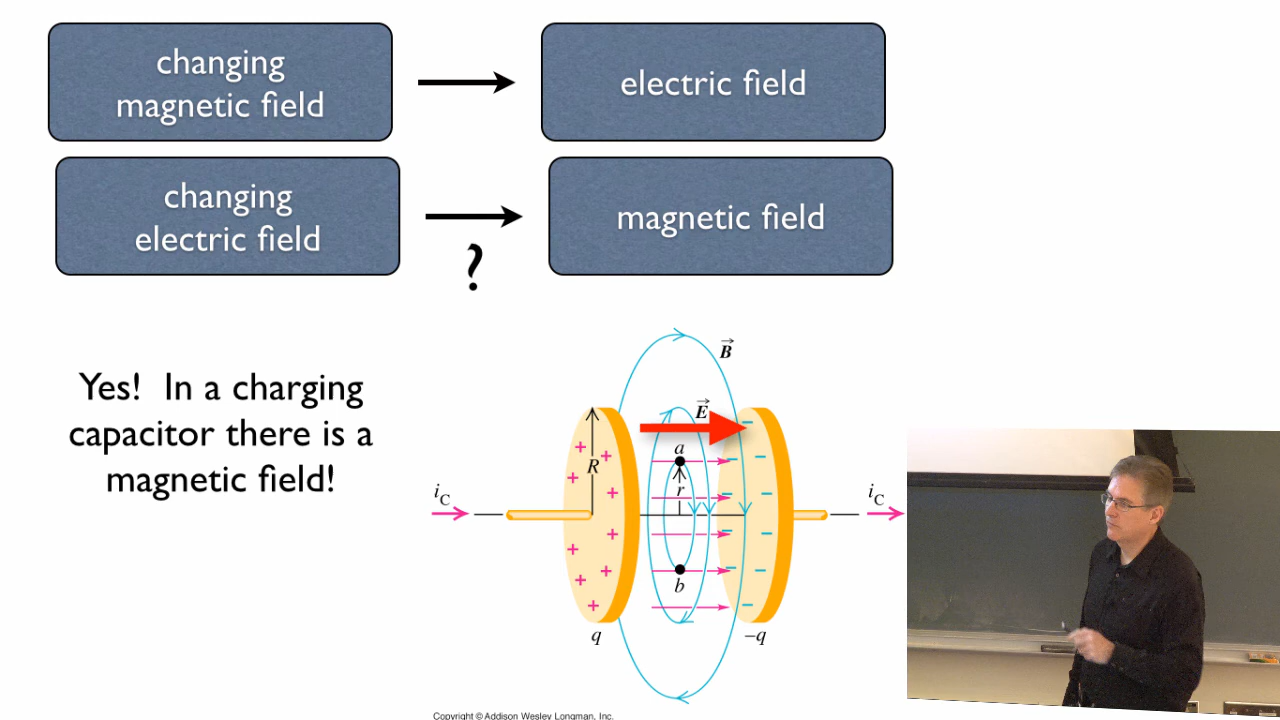 changing
magnetic field
electric field
changing
electric field
?
magnetic field
Yes! In a charging
capacitor there is a
magnetic field!
B
E
a
R
r
i_C
i_C
b
q
−q
+ + + + + + + + +
− − − − − − − − −
Copyright © Addison Wesley Longman, Inc.